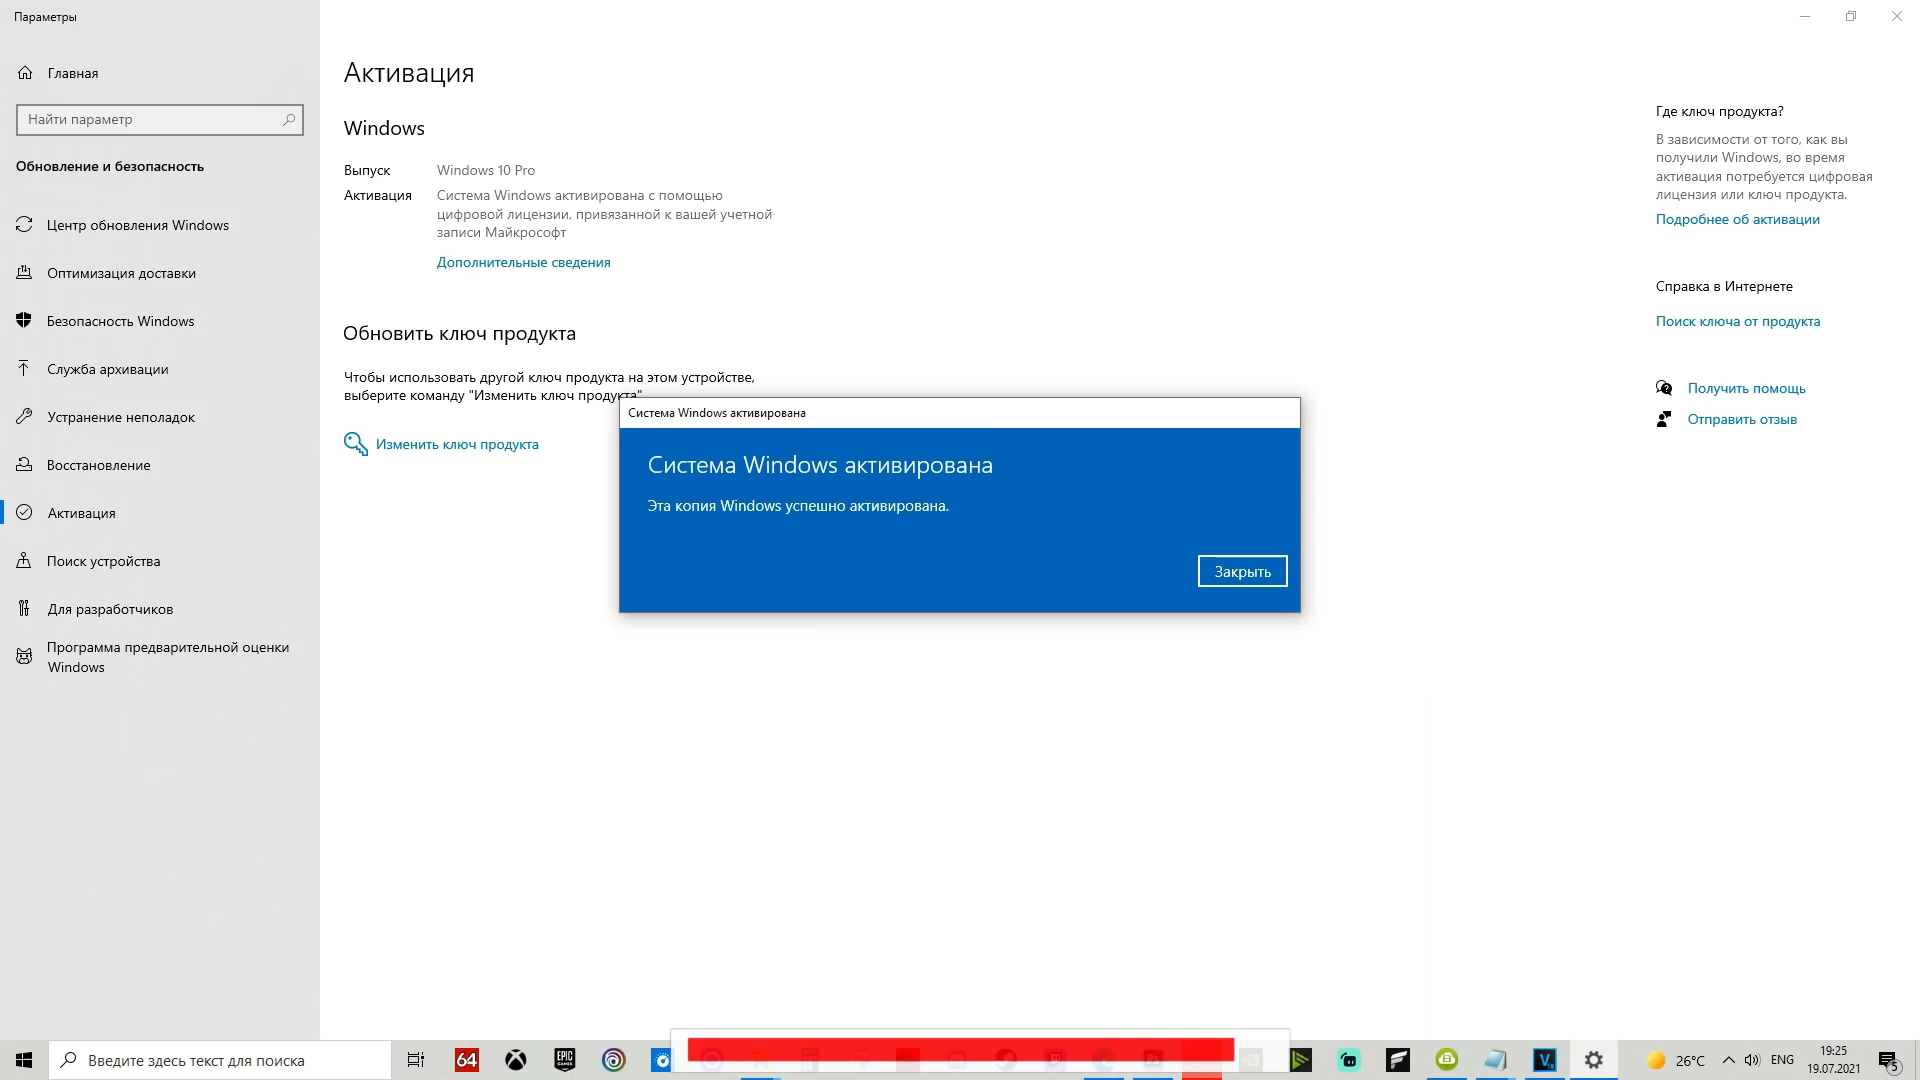 Параметры
Главная
Найти параметр
Обновление и безопасность
Центр обновления Windows
Оптимизация доставки
Безопасность Windows
Служба архивации
Устранение неполадок
Восстановление
Активация
Поиск устройства
Для разработчиков
Программа предварительной оценки
Windows
Активация
Windows
Выпуск
Windows 10 Pro
Активация
Система Windows активирована с помощью
цифровой лицензии, привязанной к вашей учетной
записи Майкрософт
Дополнительные сведения
Обновить ключ продукта
Чтобы использовать другой ключ продукта на этом устройстве,
выберите команду "Изменить ключ продукта"
Изменить ключ продукта
Система Windows активирована
Система Windows активирована
Эта копия Windows успешно активирована.
Закрыть
Где ключ продукта?
В зависимости от того, как вы
получили Windows, во время
активация потребуется цифровая
лицензия или ключ продукта.
Подробнее об активации
Справка в Интернете
Поиск ключа от продукта
Получить помощь
Отправить отзыв
Введите здесь текст для поиска
64
EPIC
GAMES
V
26°C
ENG
19:25
19.07.2021
5